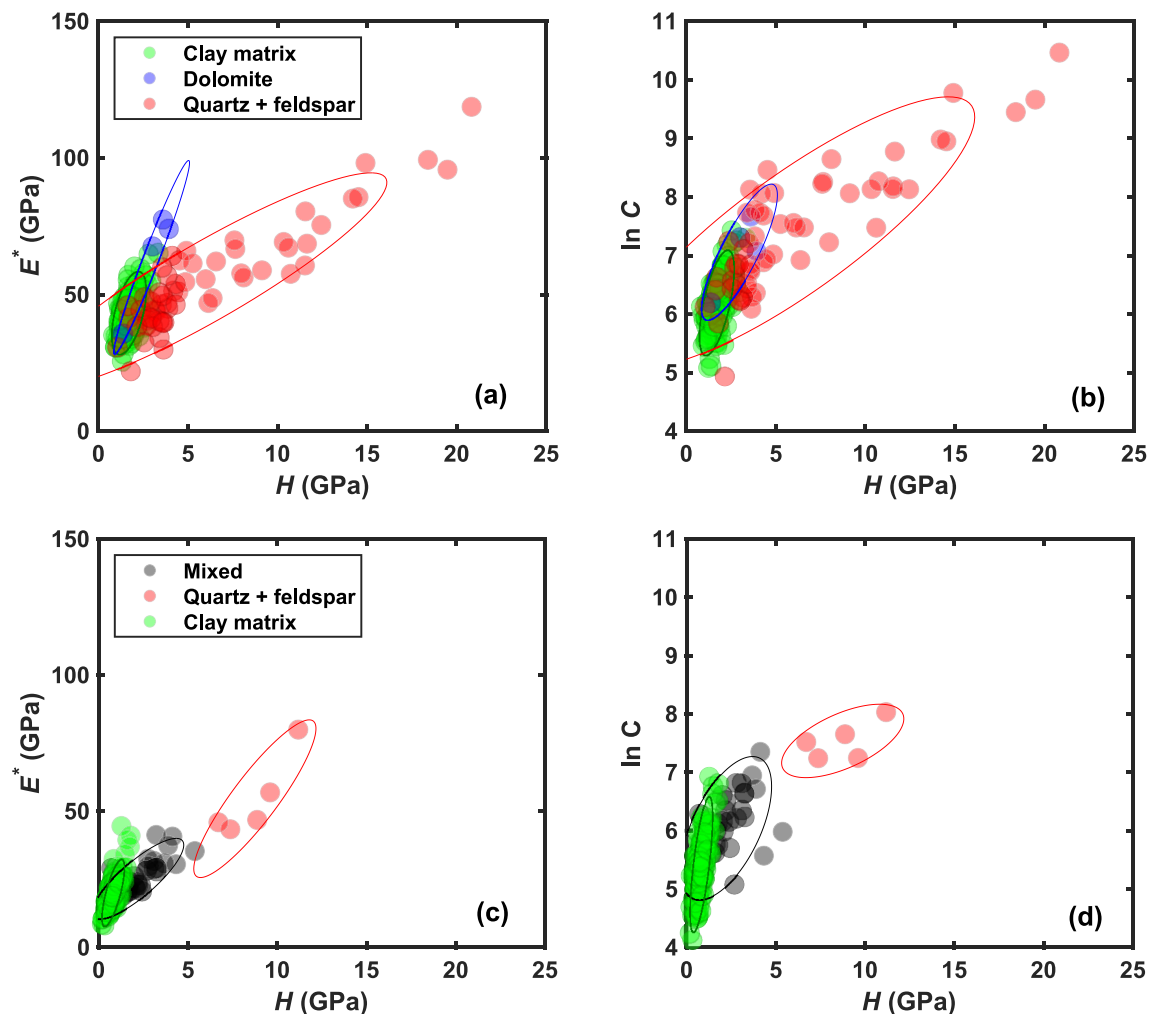 150
100
50
0
E* (GPa)
Clay matrix
Dolomite
Quartz + feldspar
(a)
0 5 10 15 20 25
H (GPa)
11
10
9
8
7
6
5
4
ln C
(b)
0 5 10 15 20 25
H (GPa)
150
100
50
0
E* (GPa)
Mixed
Quartz + feldspar
Clay matrix
(c)
0 5 10 15 20 25
H (GPa)
11
10
9
8
7
6
5
4
ln C
(d)
0 5 10 15 20 25
H (GPa)